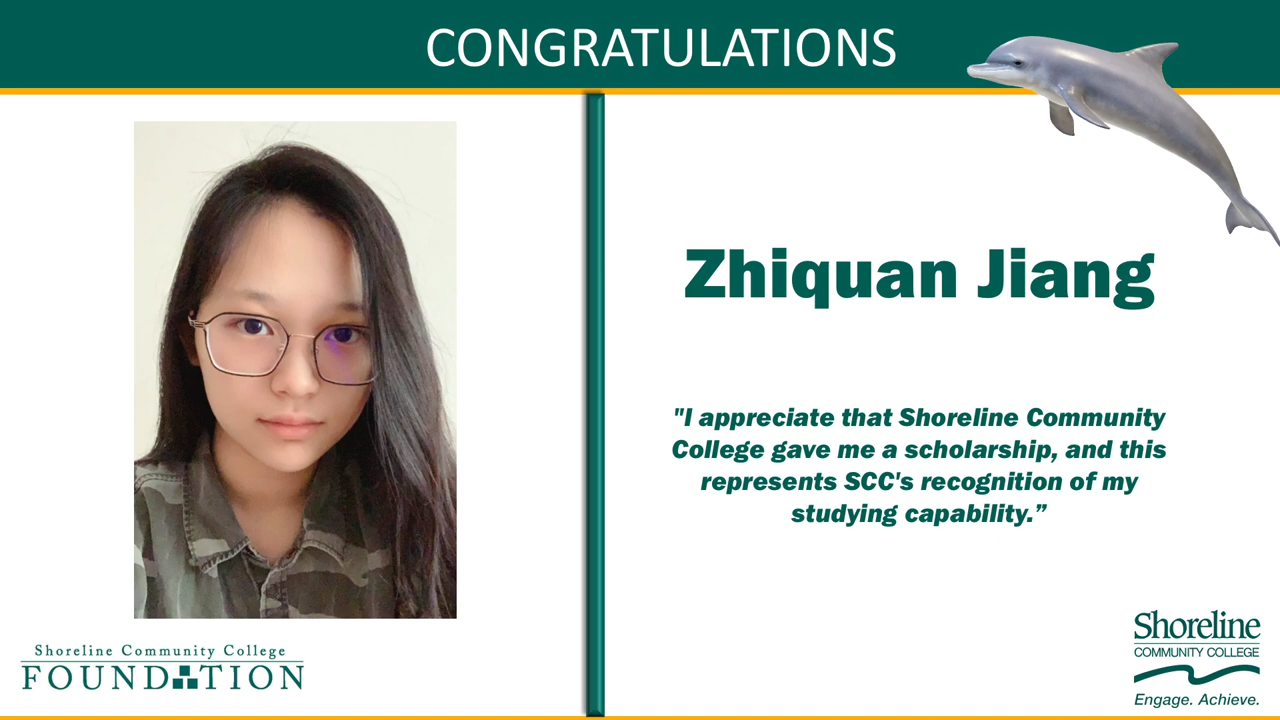 CONGRATULATIONS
Zhiquan Jiang
"I appreciate that Shoreline Community
College gave me a scholarship, and this
represents SCC's recognition of my
studying capability.”
Shoreline Community College
FOUNDATION
Shoreline
COMMUNITY COLLEGE
Engage. Achieve.